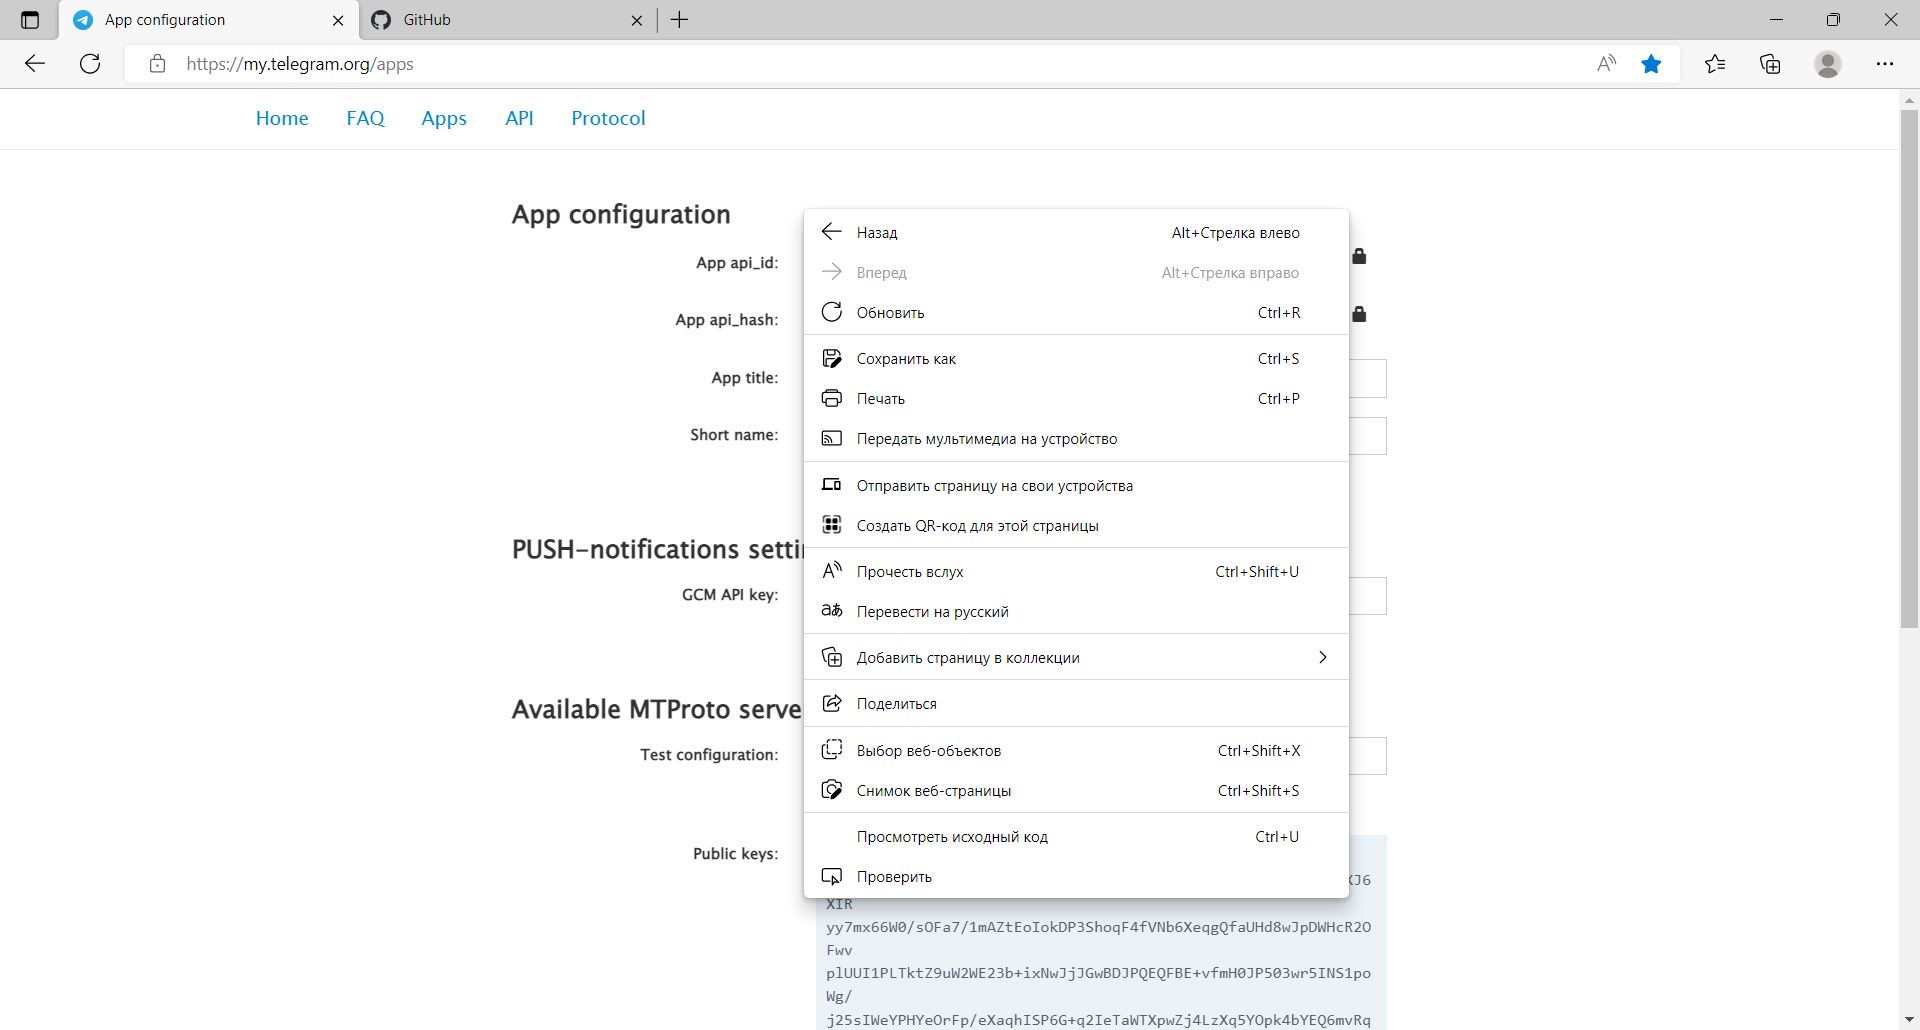 App configuration
GitHub
https://my.telegram.org/apps
Home FAQ Apps API Protocol
App configuration
App api_id:
App api_hash:
App title:
Short name:
PUSH-notifications settin
GCM API key:
Available MTProto serve
Test configuration:
Public keys:
Назад Alt+Стрелка влево
Вперед Alt+Стрелка вправо
Обновить Ctrl+R
Сохранить как Ctrl+S
Печать Ctrl+P
Передать мультимедиа на устройство
Отправить страницу на свои устройства
Создать QR-код для этой страницы
Прочесть вслух Ctrl+Shift+U
Перевести на русский
Добавить страницу в коллекции
Поделиться
Выбор веб-объектов Ctrl+Shift+X
Снимок веб-страницы Ctrl+Shift+S
Просмотреть исходный код Ctrl+U
Проверить
XJ6
XIR
yy7mx66W0/sOFa7/1mAZtEoIokDP3ShoqF4fVNb6XeqgQfaUHd8wJpDWHcR2O
Fwv
plUUI1PLTktZ9uW2WE23b+ixNwJjJGwBDJPQEQFBE+vfmH0JP503wr5INS1po
Wg/
j25sIWeYPHYeOrFp/eXaqhISP6G+q2IeTaWTXpwZj4LzXq5YOpk4bYEQ6mvRq